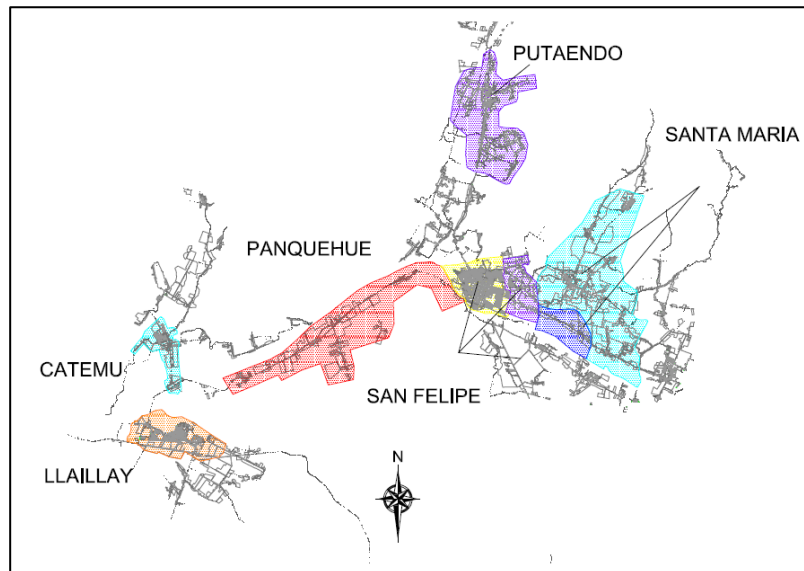 PUTAENDO
SANTA MARIA
PANQUEHUE
CATEMU
SAN FELIPE
LLAILLAY
N